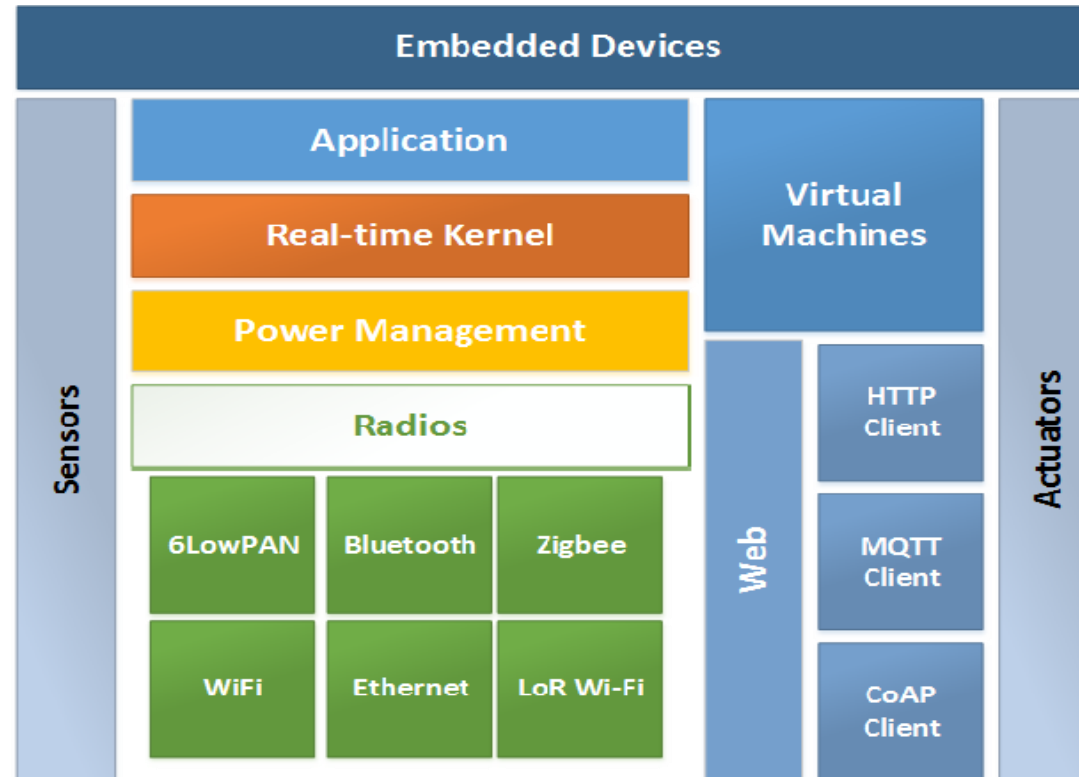 Embedded Devices
Sensors
Application
Real-time Kernel
Power Management
Radios
6LowPAN
Bluetooth
Zigbee
WiFi
Ethernet
LoR Wi-Fi
Virtual
Machines
Web
HTTP
Client
MQTT
Client
CoAP
Client
Actuators